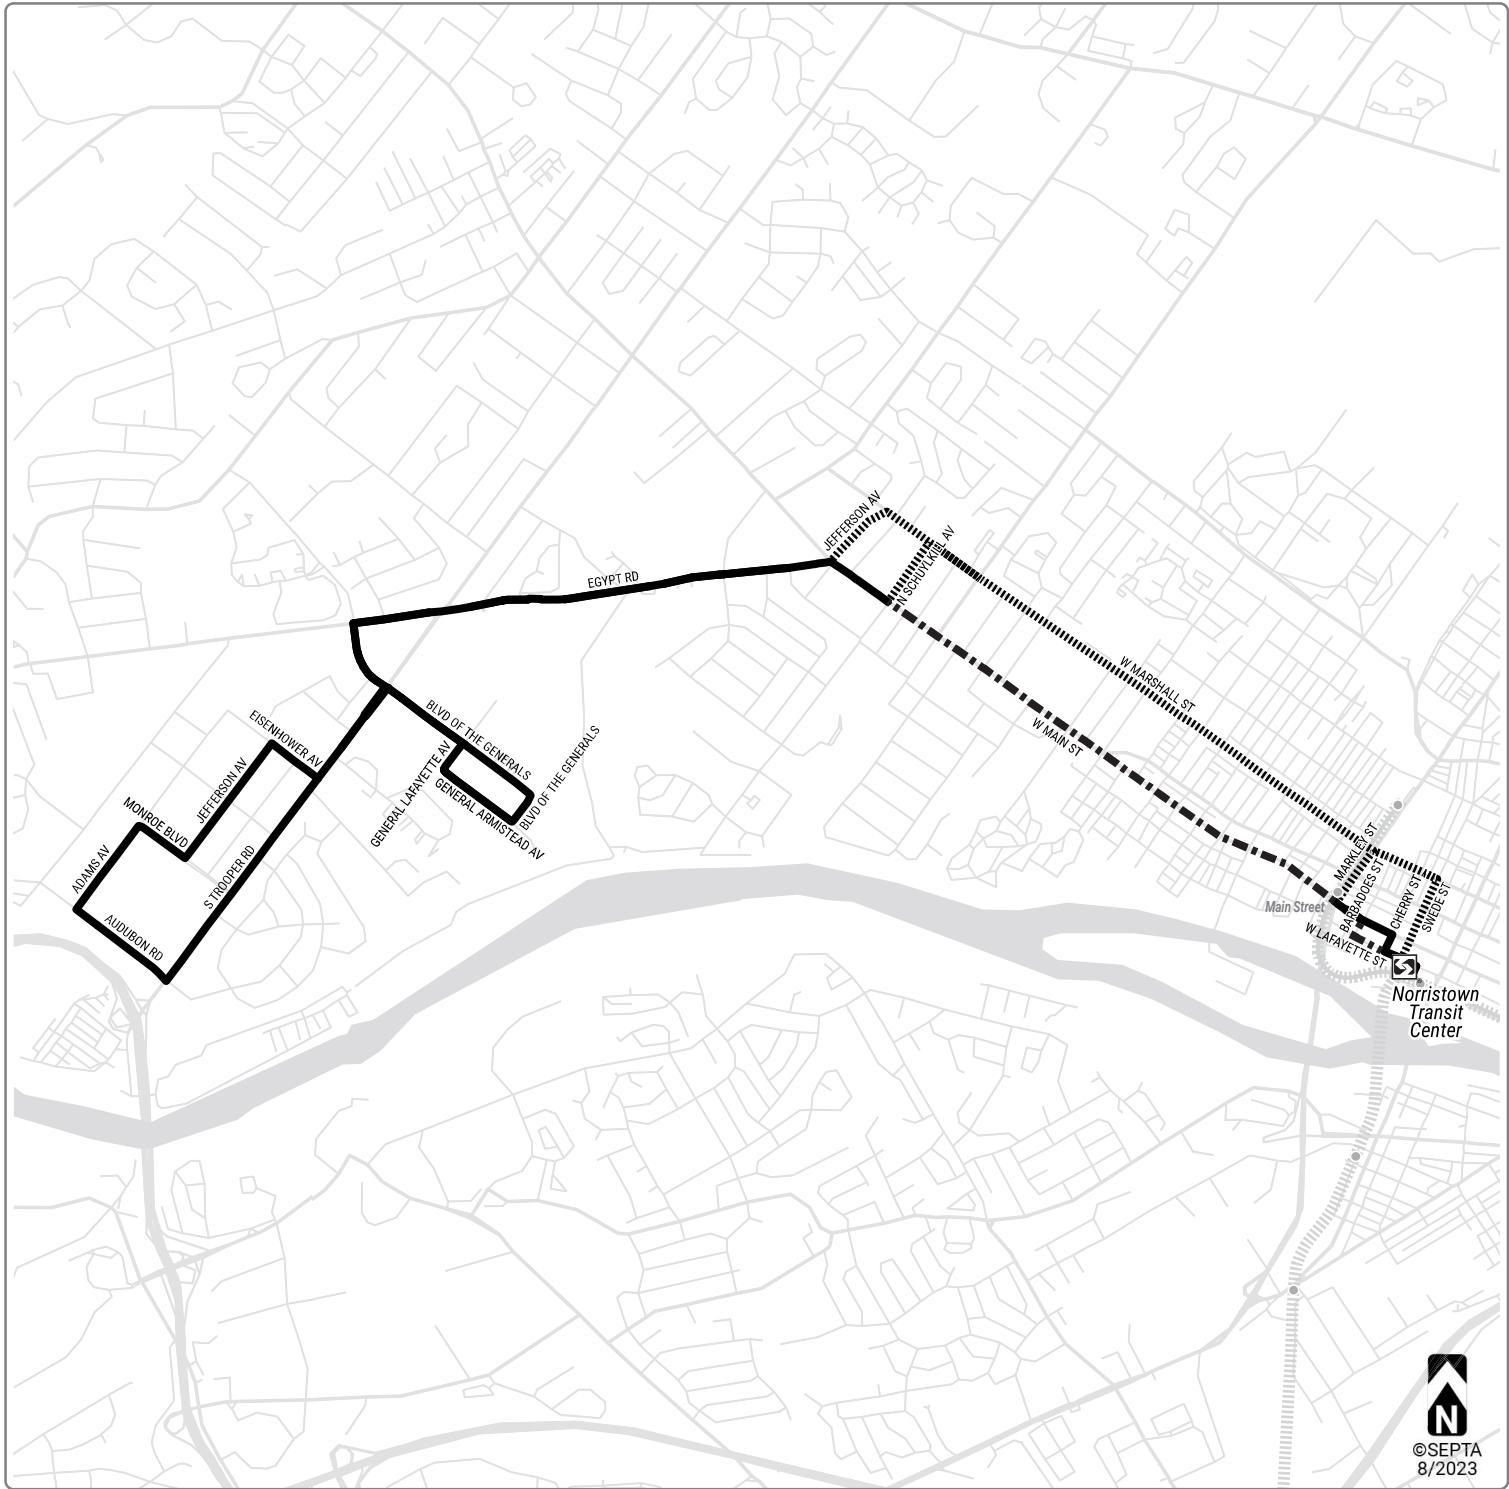 JEFFERSON AV
N SCHUYLKILL AV
EGYPT RD
W MARSHALL ST
W MAIN ST
BLVD OF THE GENERALS
EISENHOWER AV
BLVD OF THE GENERALS
GENERAL LAFAYETTE AV
JEFFERSON AV
GENERAL ARMISTEAD AV
MONROE BLVD
S TROOPER RD
ADAMS AV
AUDUBON RD
MARKLEY ST
BARBADOES ST
CHERRY ST
SWEDE ST
Main Street
W LAFAYETTE ST
Norristown
Transit
Center
N
©SEPTA
8/2023